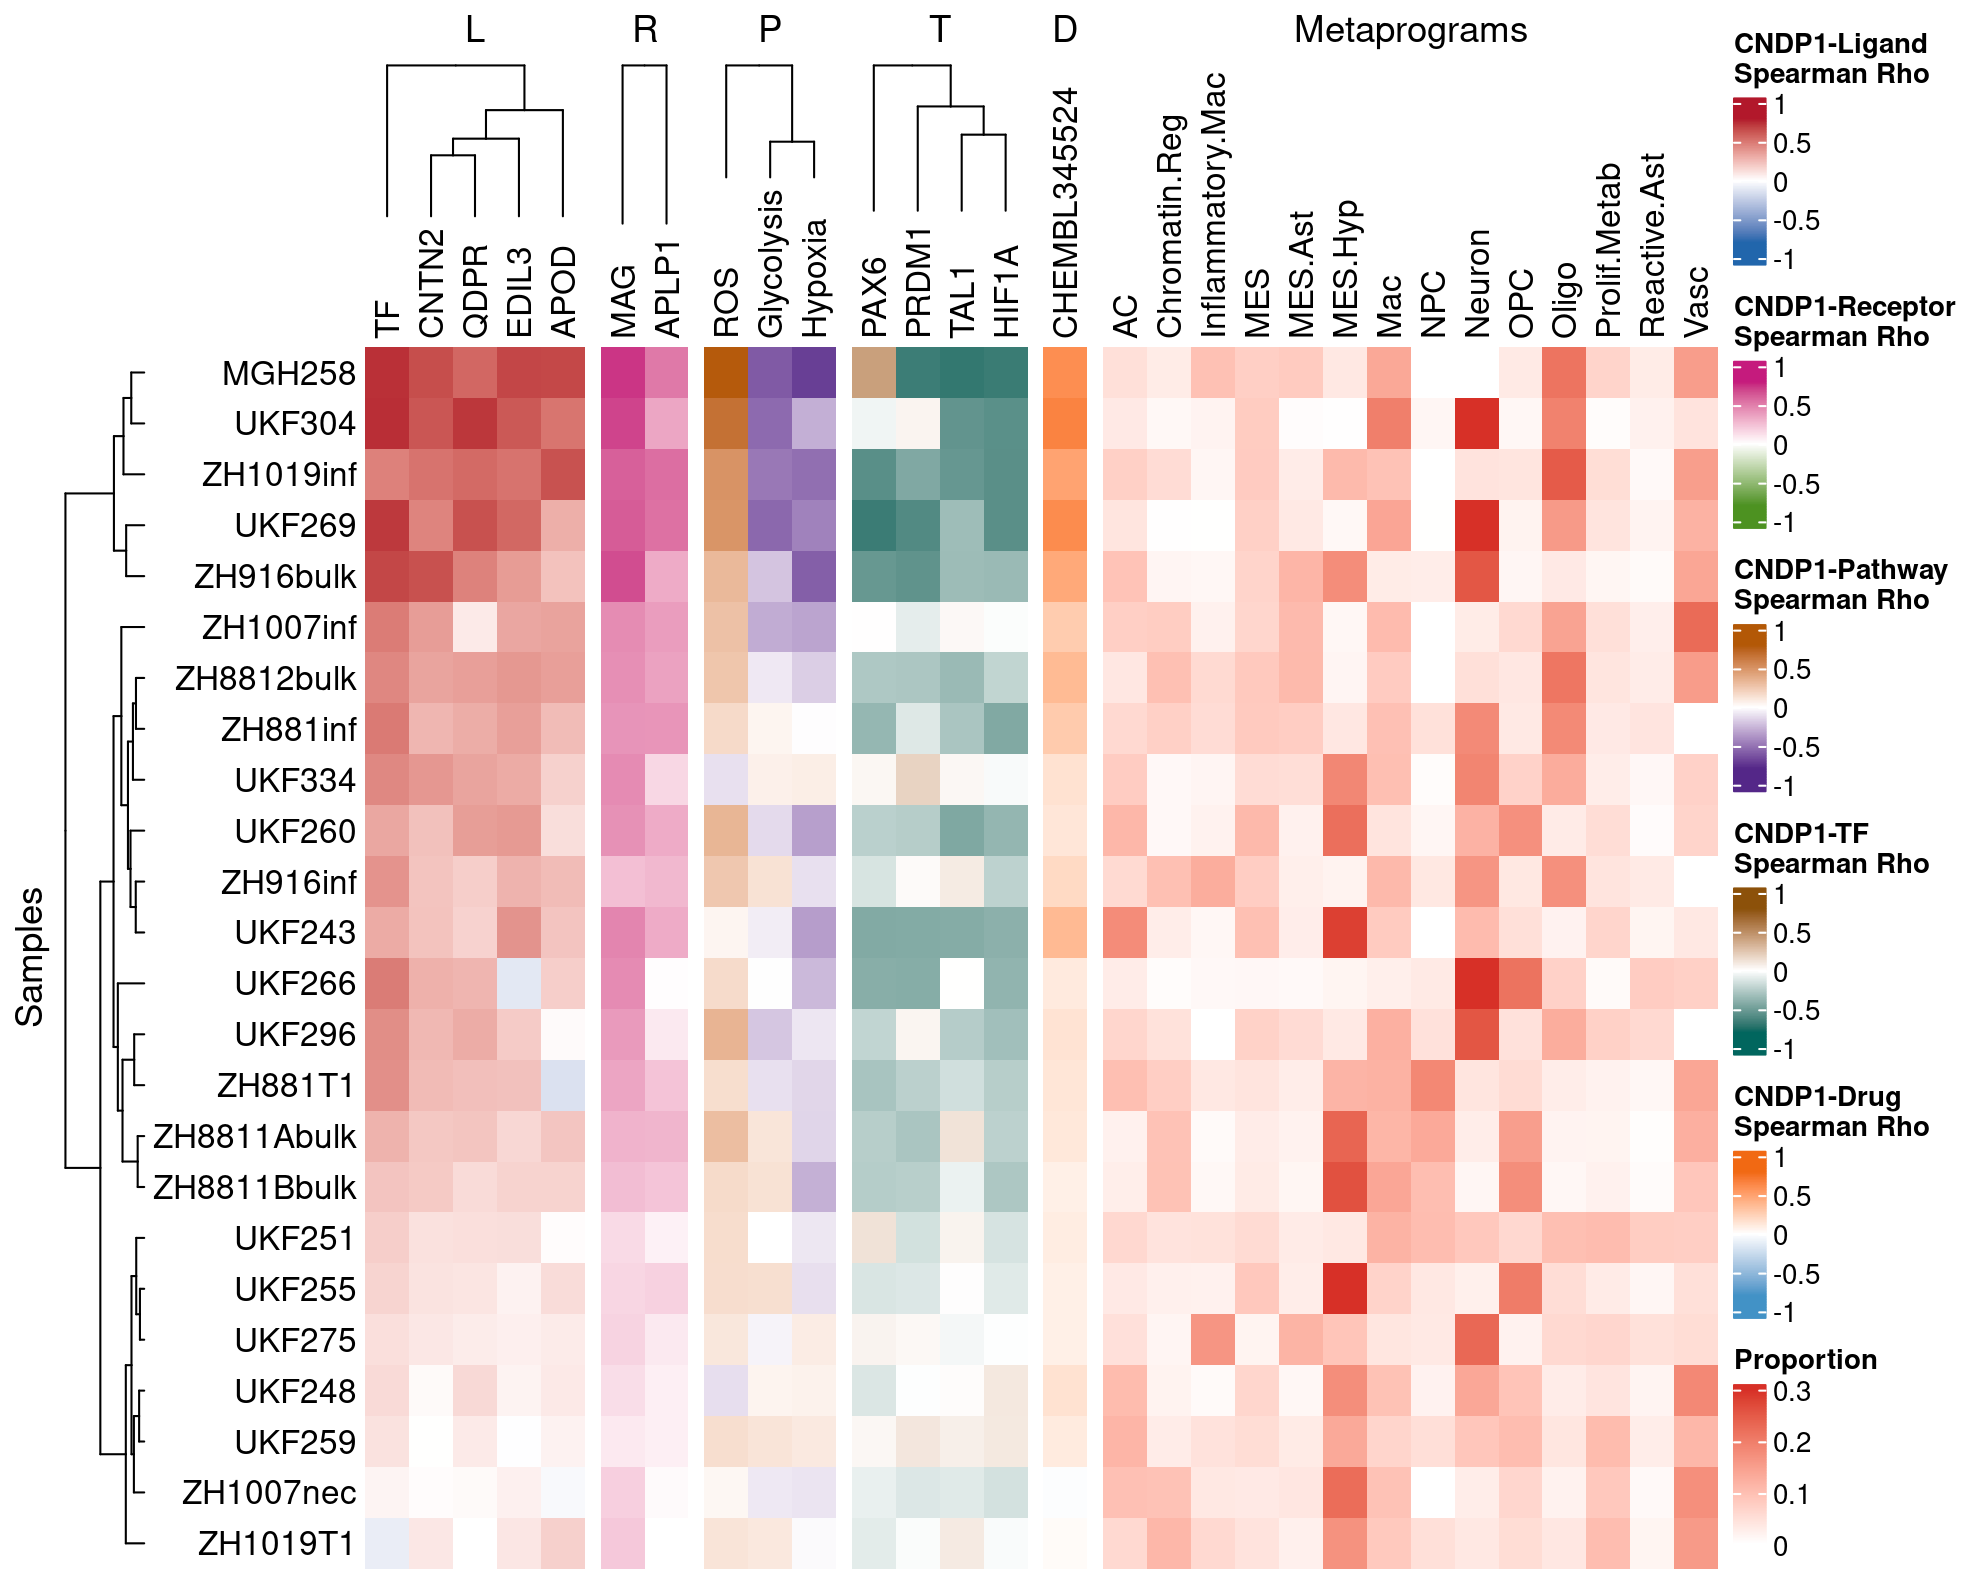 L R P T D Metaprograms
TF
CNTN2
QDPR
EDIL3
APOD
MAG
APLP1
ROS
Glycolysis
Hypoxia
PAX6
PRDM1
TAL1
HIF1A
CHEMBL345524
AC
Chromatin.Reg
Inflammatory.Mac
MES
MES.Ast
MES.Hyp
Mac
NPC
Neuron
OPC
Oligo
Prolif.Metab
Reactive.Ast
Vasc
Samples
MGH258
UKF304
ZH1019inf
UKF269
ZH916bulk
ZH1007inf
ZH8812bulk
ZH881inf
UKF334
UKF260
ZH916inf
UKF243
UKF266
UKF296
ZH881T1
ZH8811Abulk
ZH8811Bbulk
UKF251
UKF255
UKF275
UKF248
UKF259
ZH1007nec
ZH1019T1
CNDP1-Ligand
Spearman Rho
1
0.5
0
-0.5
-1
CNDP1-Receptor
Spearman Rho
1
0.5
0
-0.5
-1
CNDP1-Pathway
Spearman Rho
1
0.5
0
-0.5
-1
CNDP1-TF
Spearman Rho
1
0.5
0
-0.5
-1
CNDP1-Drug
Spearman Rho
1
0.5
0
-0.5
-1
Proportion
0.3
0.2
0.1
0